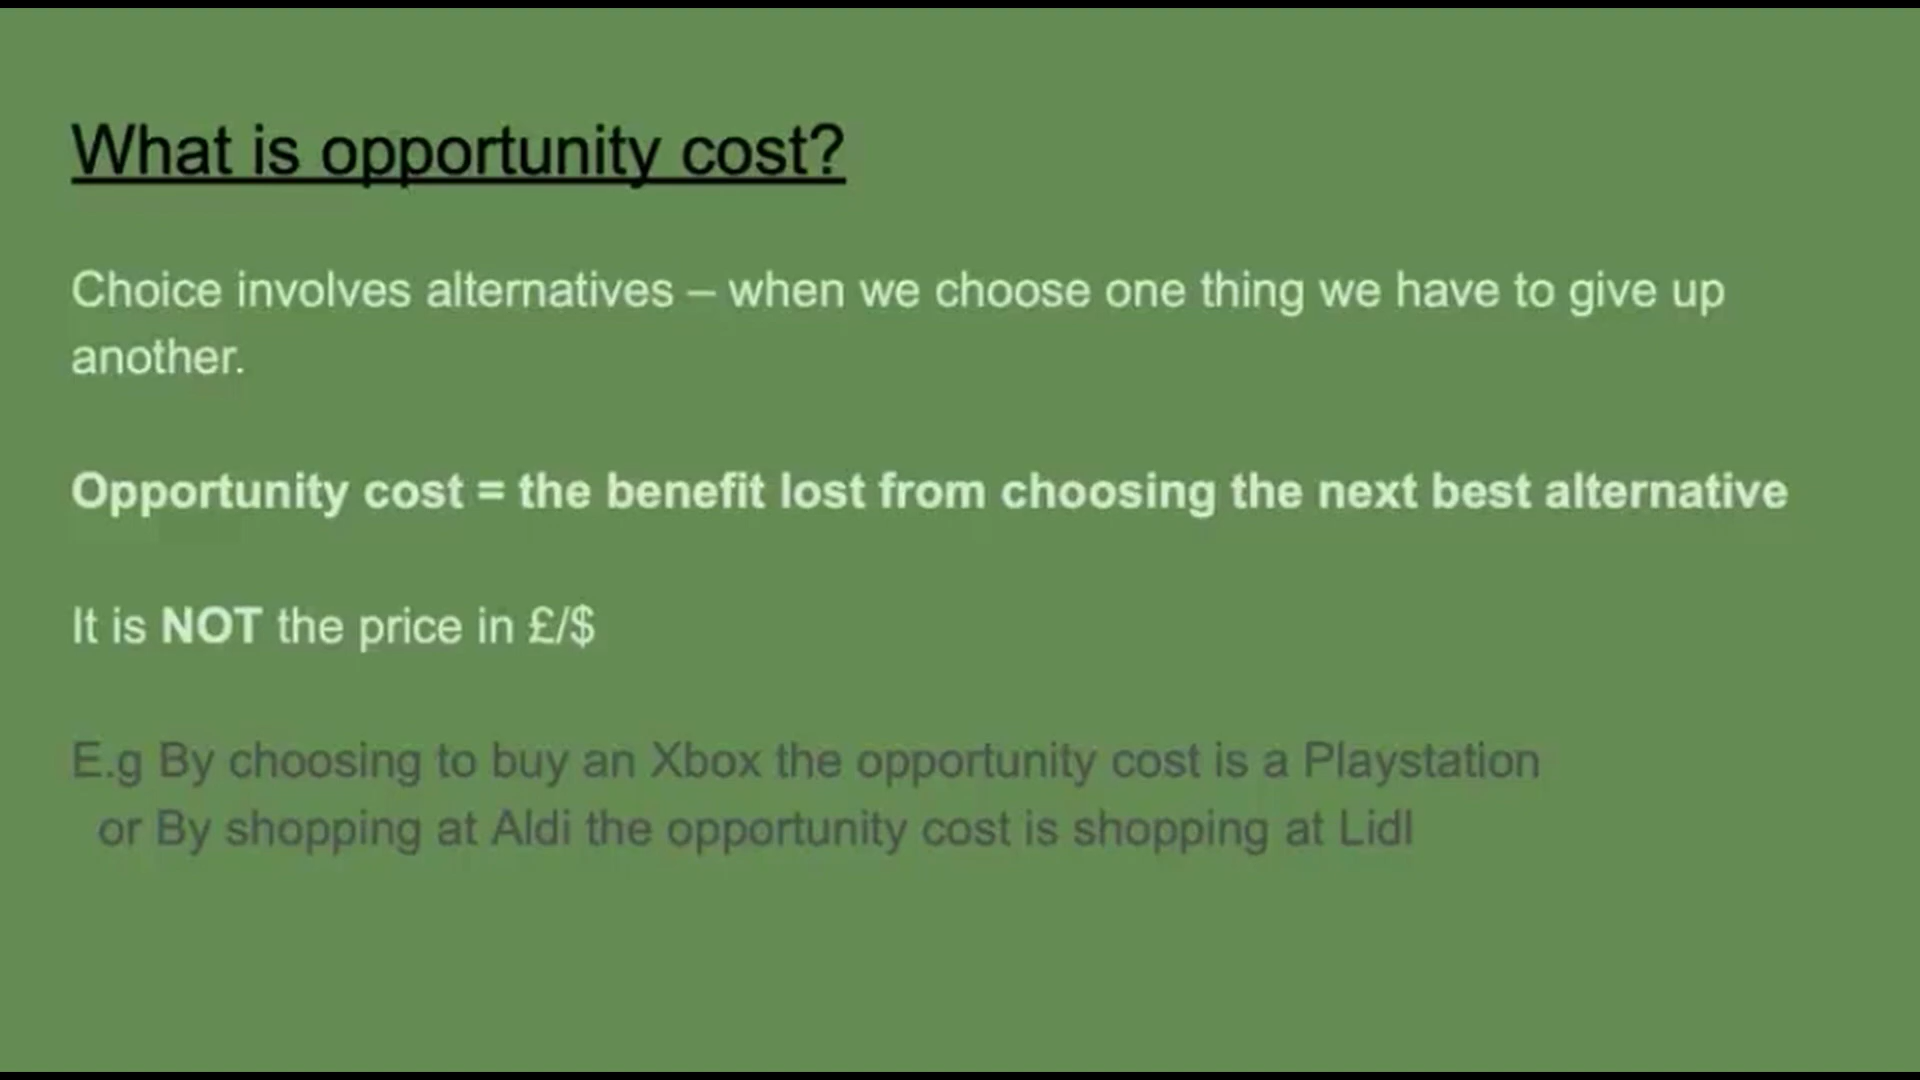 What is opportunity cost?
Choice involves alternatives – when we choose one thing we have to give up
another.
Opportunity cost = the benefit lost from choosing the next best alternative
It is NOT the price in £/$
E.g By choosing to buy an Xbox the opportunity cost is a Playstation
or By shopping at Aldi the opportunity cost is shopping at Lidl